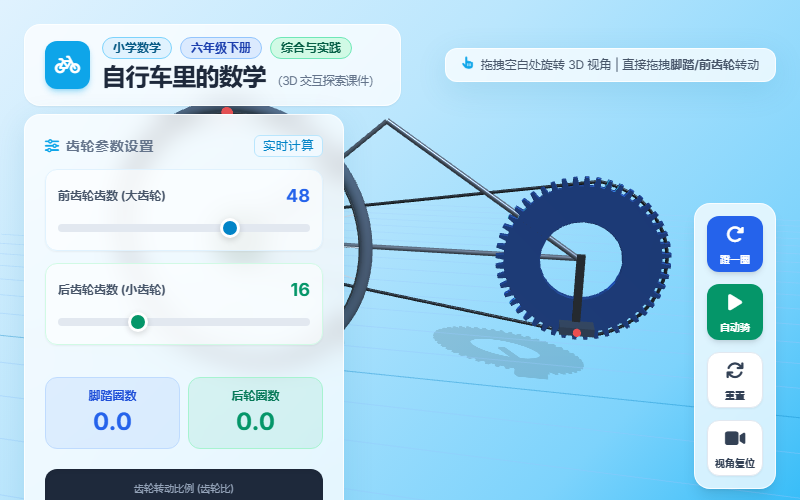 小学数学 六年级下册 综合与实践
自行车里的数学 (3D 交互探索课件)
拖拽空白处旋转 3D 视角 | 直接拖拽脚踏/前齿轮转动
齿轮参数设置 实时计算
前齿轮齿数 (大齿轮) 48
后齿轮齿数 (小齿轮) 16
脚踏圈数
0.0
后轮圈数
0.0
齿轮转动比例 (齿轮比)
蹬一圈
自动骑
重置
视角复位